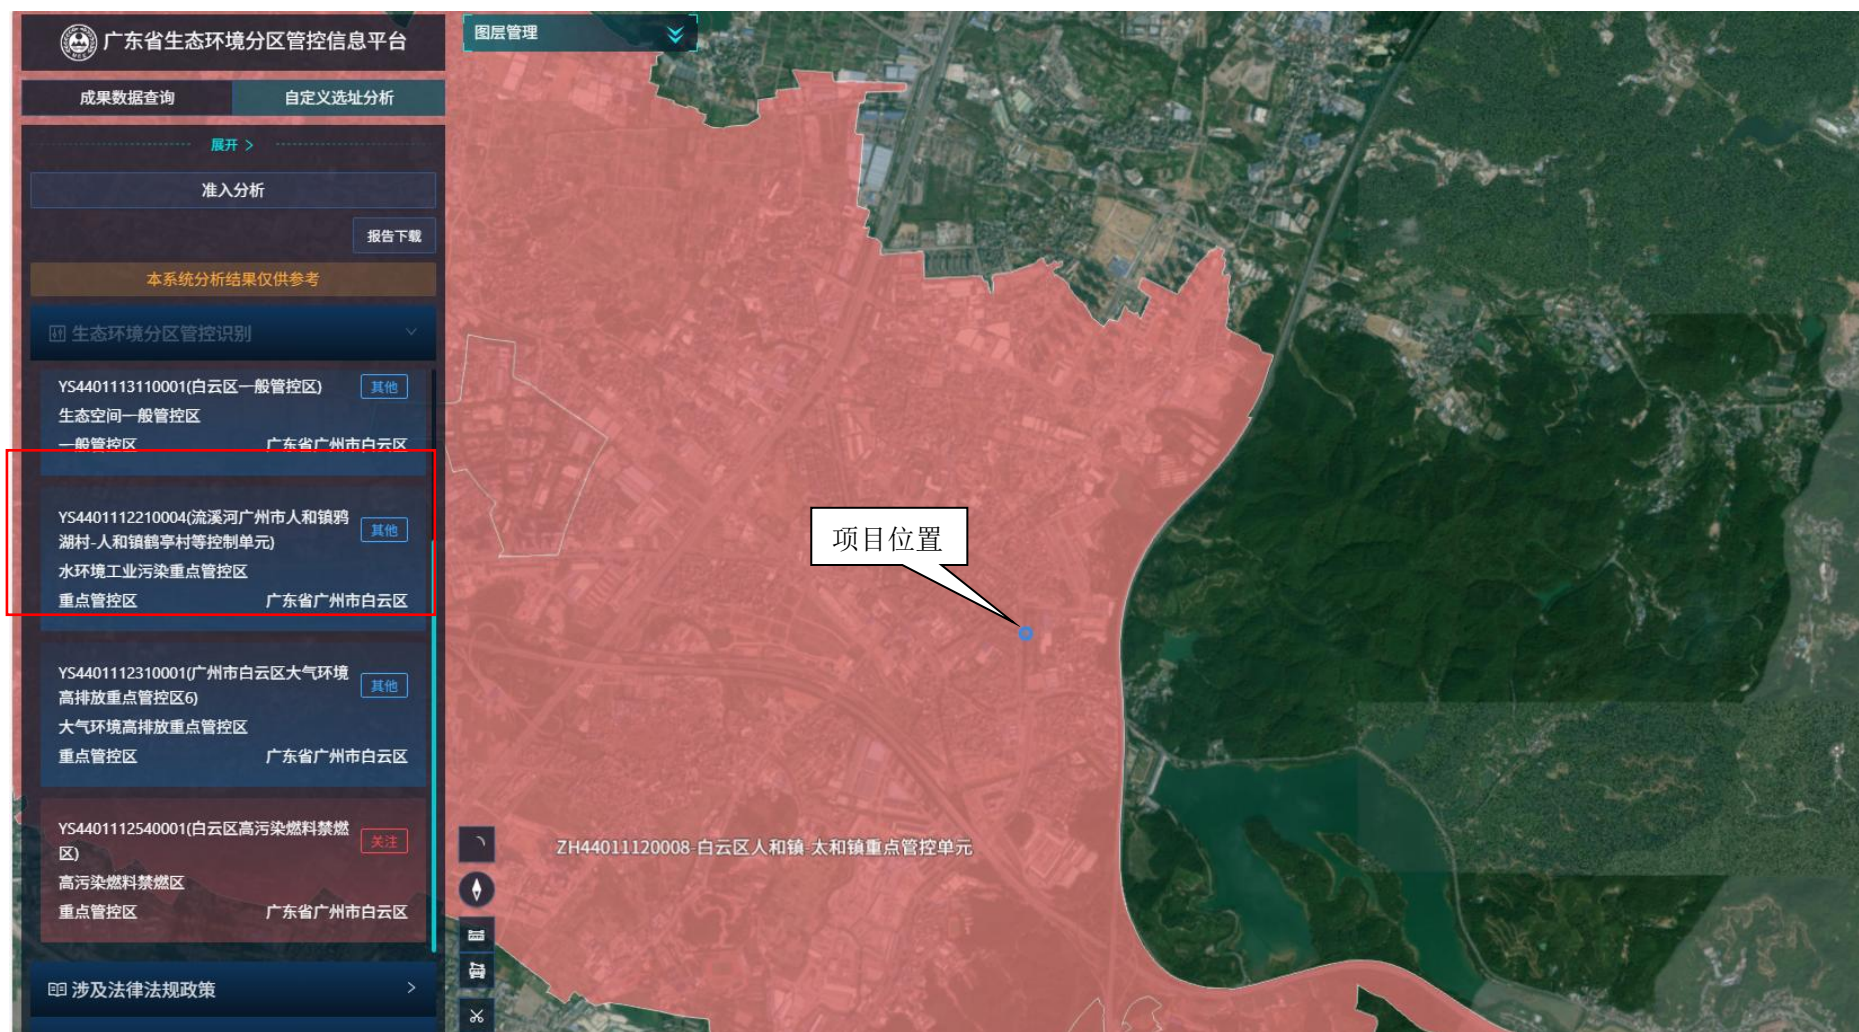 广东省生态环境分区管控信息平台
成果数据查询
自定义选址分析
展开 >
准入分析
报告下载
本系统分析结果仅供参考
生态环境分区管控识别
YS4401113110001(白云区一般管控区)
其他
生态空间一般管控区
一般管控区
广东省广州市白云区
YS4401112210004(流溪河广州市人和镇鸦
湖村-人和镇鹤亭村等控制单元)
其他
水环境工业污染重点管控区
重点管控区
广东省广州市白云区
YS4401112310001(广州市白云区大气环境
高排放重点管控区6)
其他
大气环境高排放重点管控区
重点管控区
广东省广州市白云区
YS4401112540001(白云区高污染燃料禁燃
区)
关注
高污染燃料禁燃区
重点管控区
广东省广州市白云区
涉及法律法规政策
图层管理
项目位置
ZH44011120008-白云区人和镇-太和镇重点管控单元